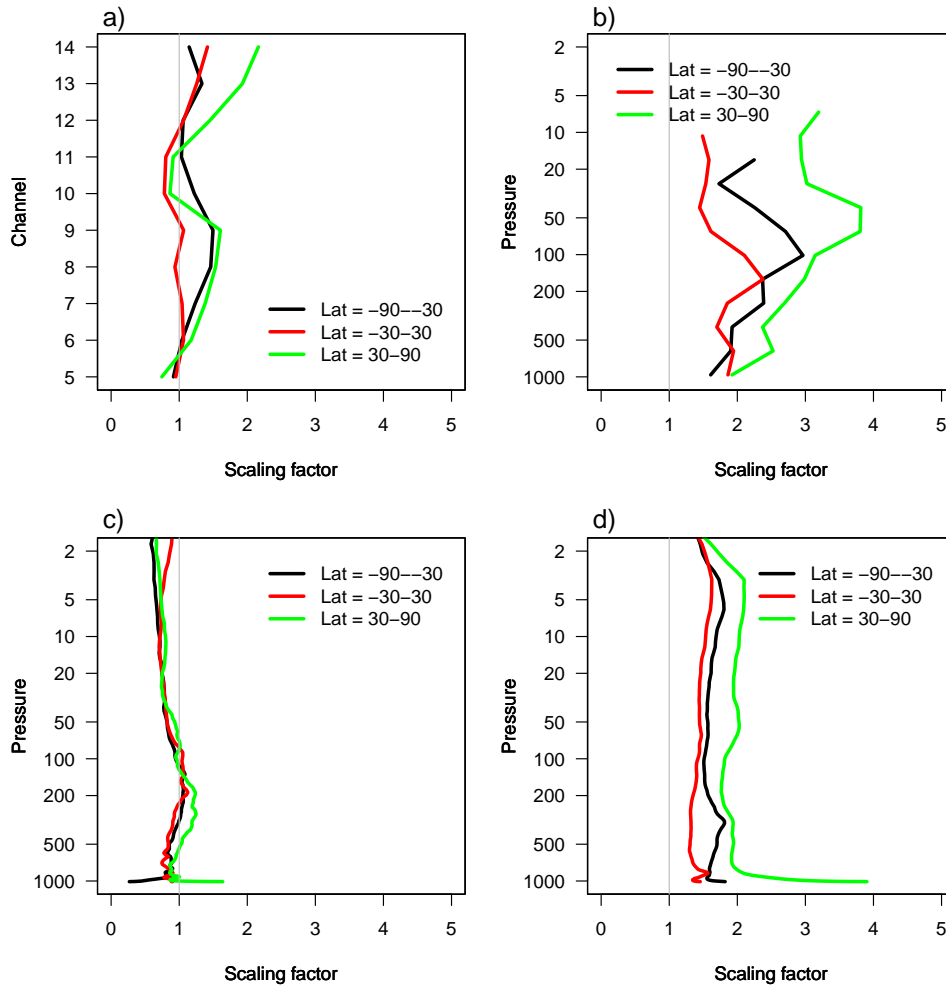 a)
14
13
12
11
10
9
8
7
6
5
Channel
Lat = −90−−30
Lat = −30−30
Lat = 30−90
0 1 2 3 4 5
Scaling factor
b)
2
5
10
20
50
100
200
500
1000
Pressure
Lat = −90−−30
Lat = −30−30
Lat = 30−90
0 1 2 3 4 5
Scaling factor
c)
2
5
10
20
50
100
200
500
1000
Pressure
Lat = −90−−30
Lat = −30−30
Lat = 30−90
0 1 2 3 4 5
Scaling factor
d)
2
5
10
20
50
100
200
500
1000
Pressure
Lat = −90−−30
Lat = −30−30
Lat = 30−90
0 1 2 3 4 5
Scaling factor